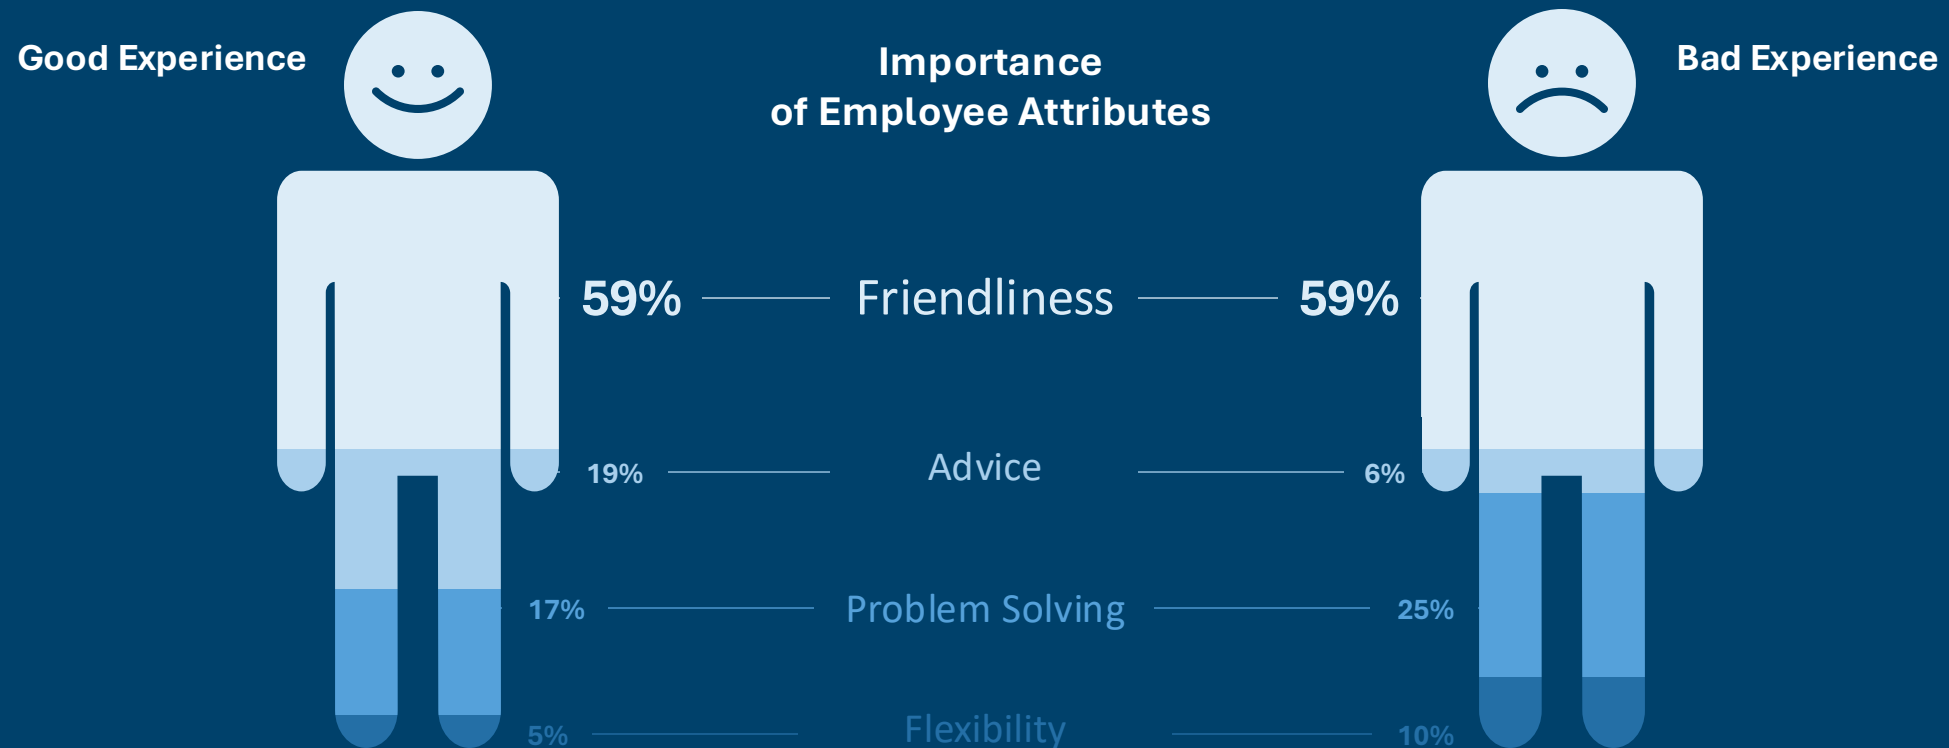 Good Experience
Importance
of Employee Attributes
Bad Experience
59% Friendliness 59%
19% Advice 6%
17% Problem Solving 25%
5% Flexibility 10%